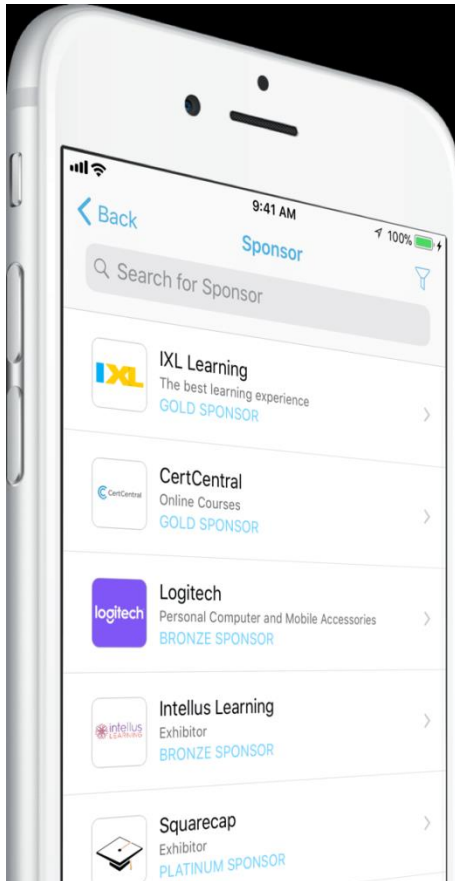 9:41 AM
100%
Back
Sponsor
Search for Sponsor
IXL
IXL Learning
The best learning experience
GOLD SPONSOR
CertCentral
CertCentral
Online Courses
GOLD SPONSOR
logitech
Logitech
Personal Computer and Mobile Accessories
BRONZE SPONSOR
intellus
LEARNING
Intellus Learning
Exhibitor
BRONZE SPONSOR
Squarecap
Exhibitor
PLATINUM SPONSOR